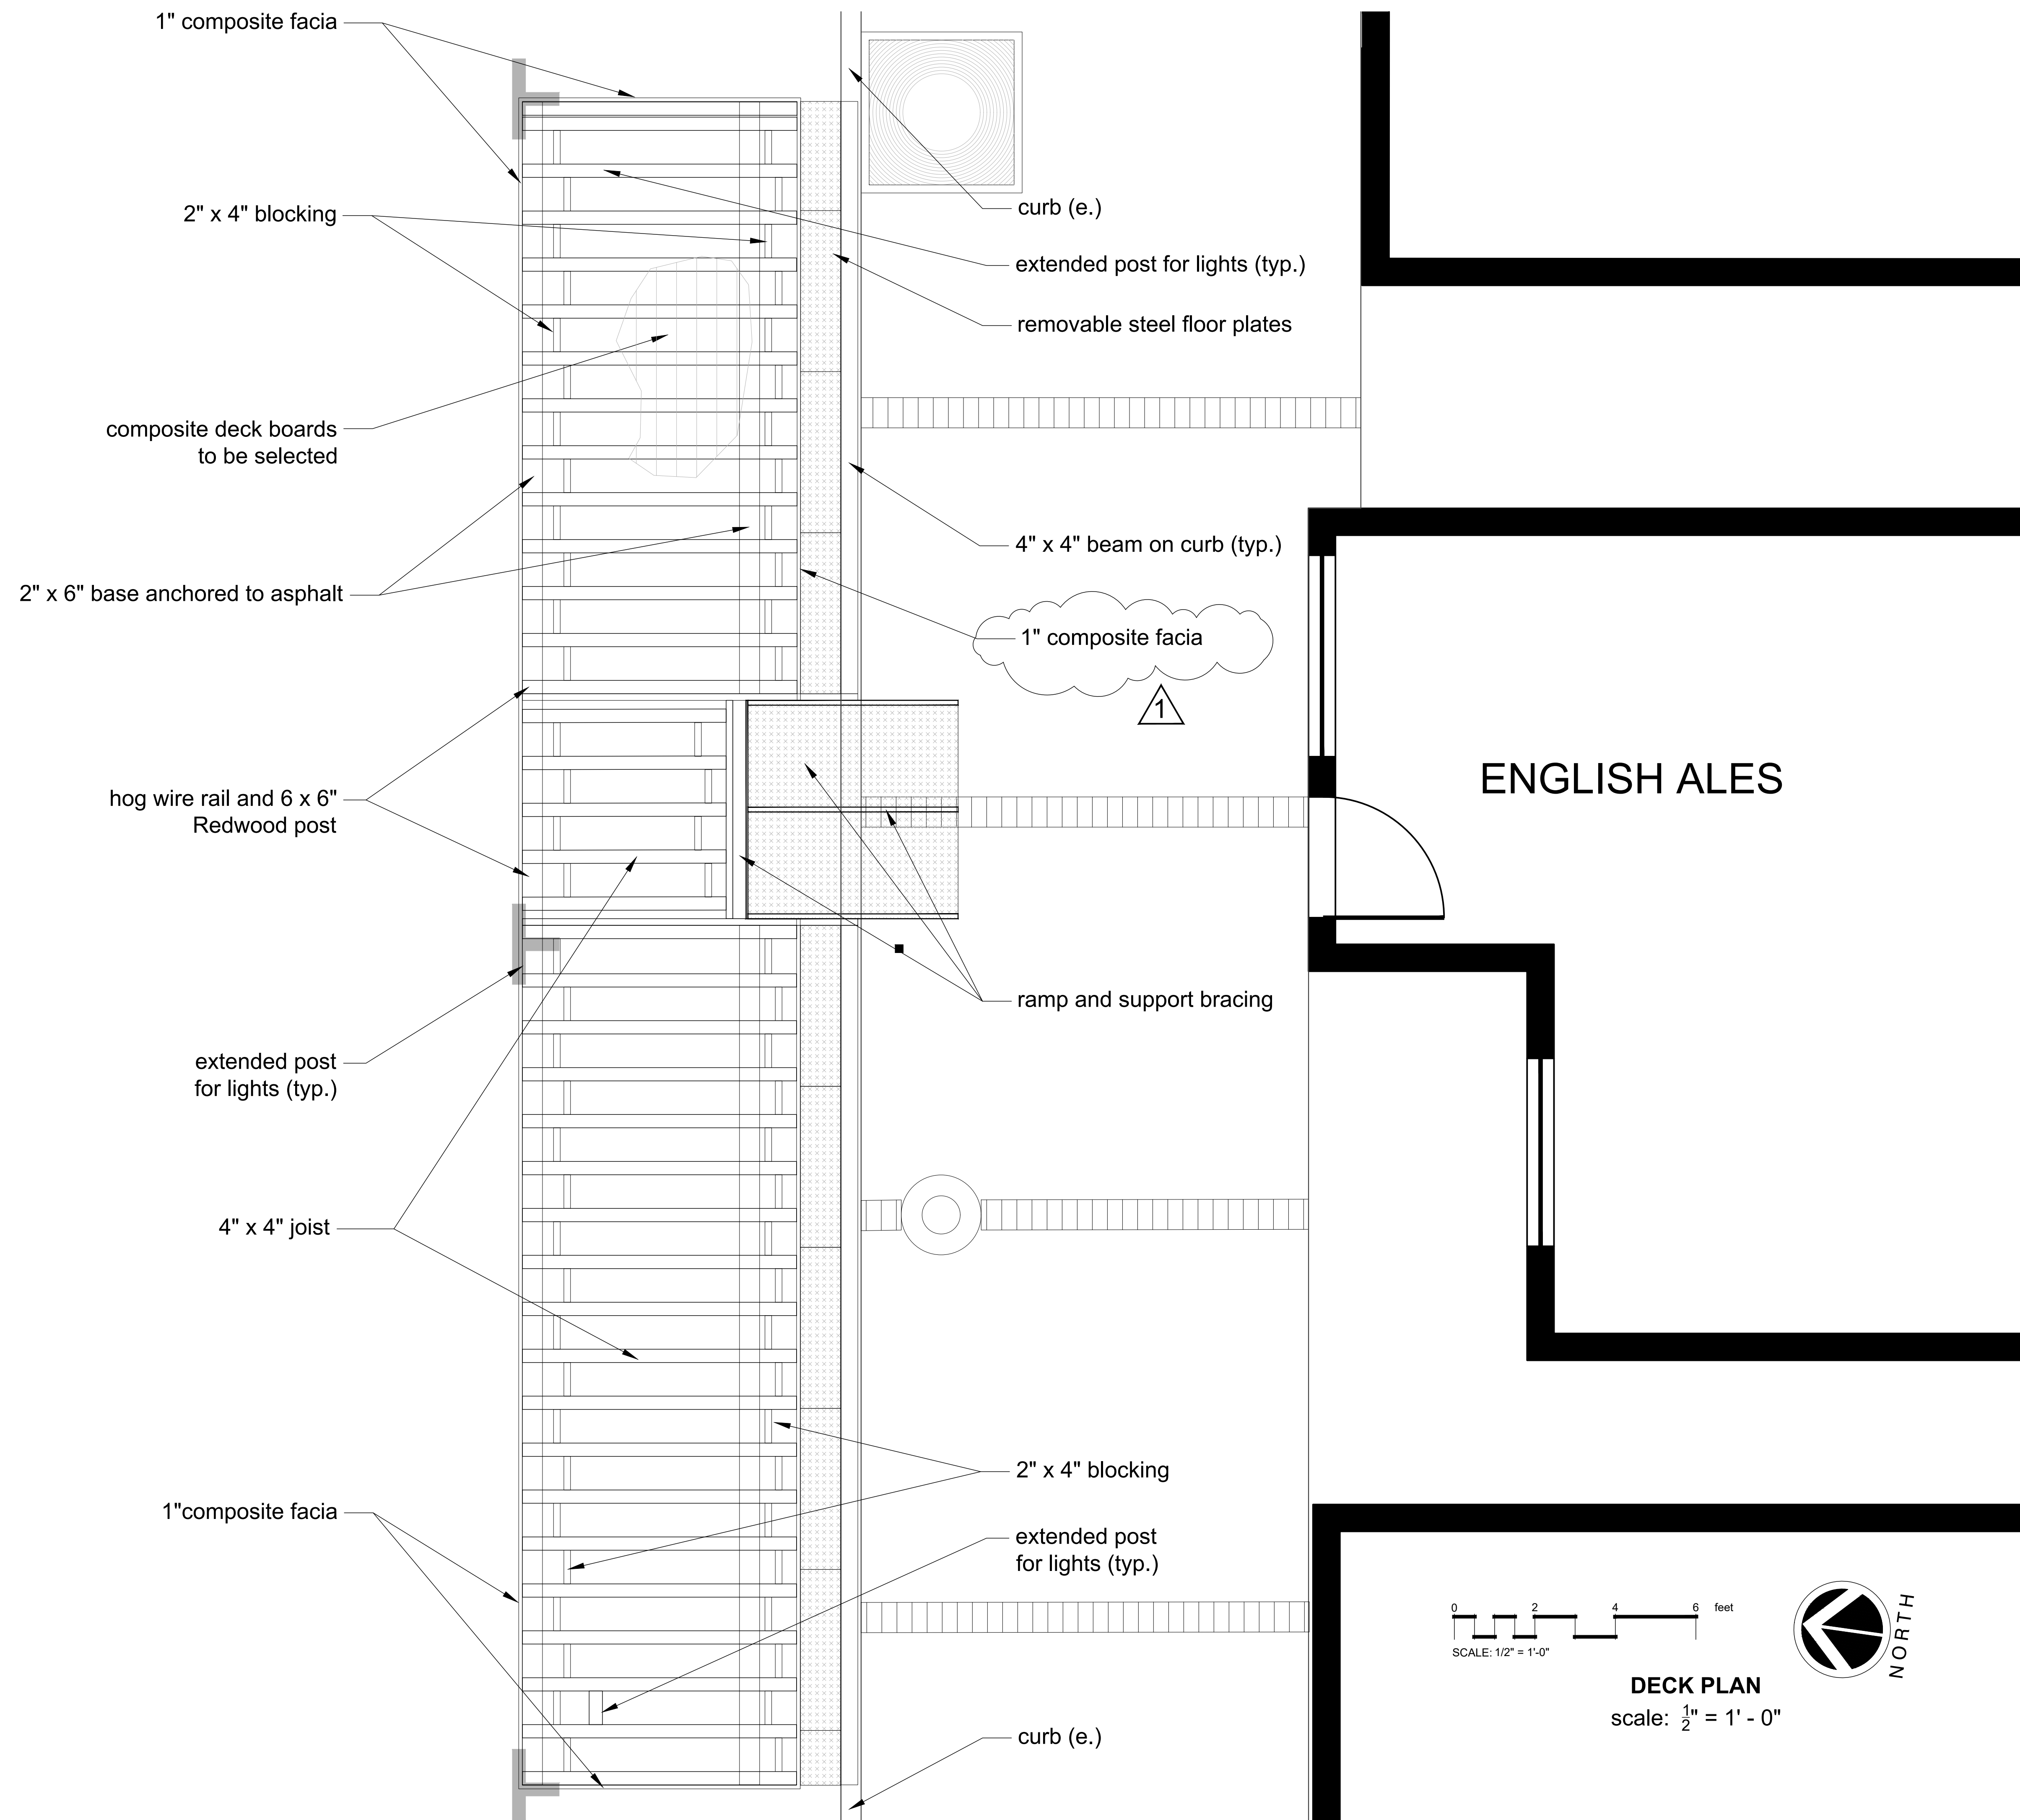 1" composite facia
2" x 4" blocking
composite deck boards
to be selected
2" x 6" base anchored to asphalt
hog wire rail and 6 x 6"
Redwood post
extended post
for lights (typ.)
4" x 4" joist
1"composite facia
curb (e.)
extended post for lights (typ.)
removable steel floor plates
4" x 4" beam on curb (typ.)
1" composite facia
1
ramp and support bracing
2" x 4" blocking
extended post
for lights (typ.)
curb (e.)
ENGLISH ALES
0 2 4 6 feet
SCALE: 1/2" = 1'-0"
NORTH
DECK PLAN
scale: 1/2" = 1' - 0"